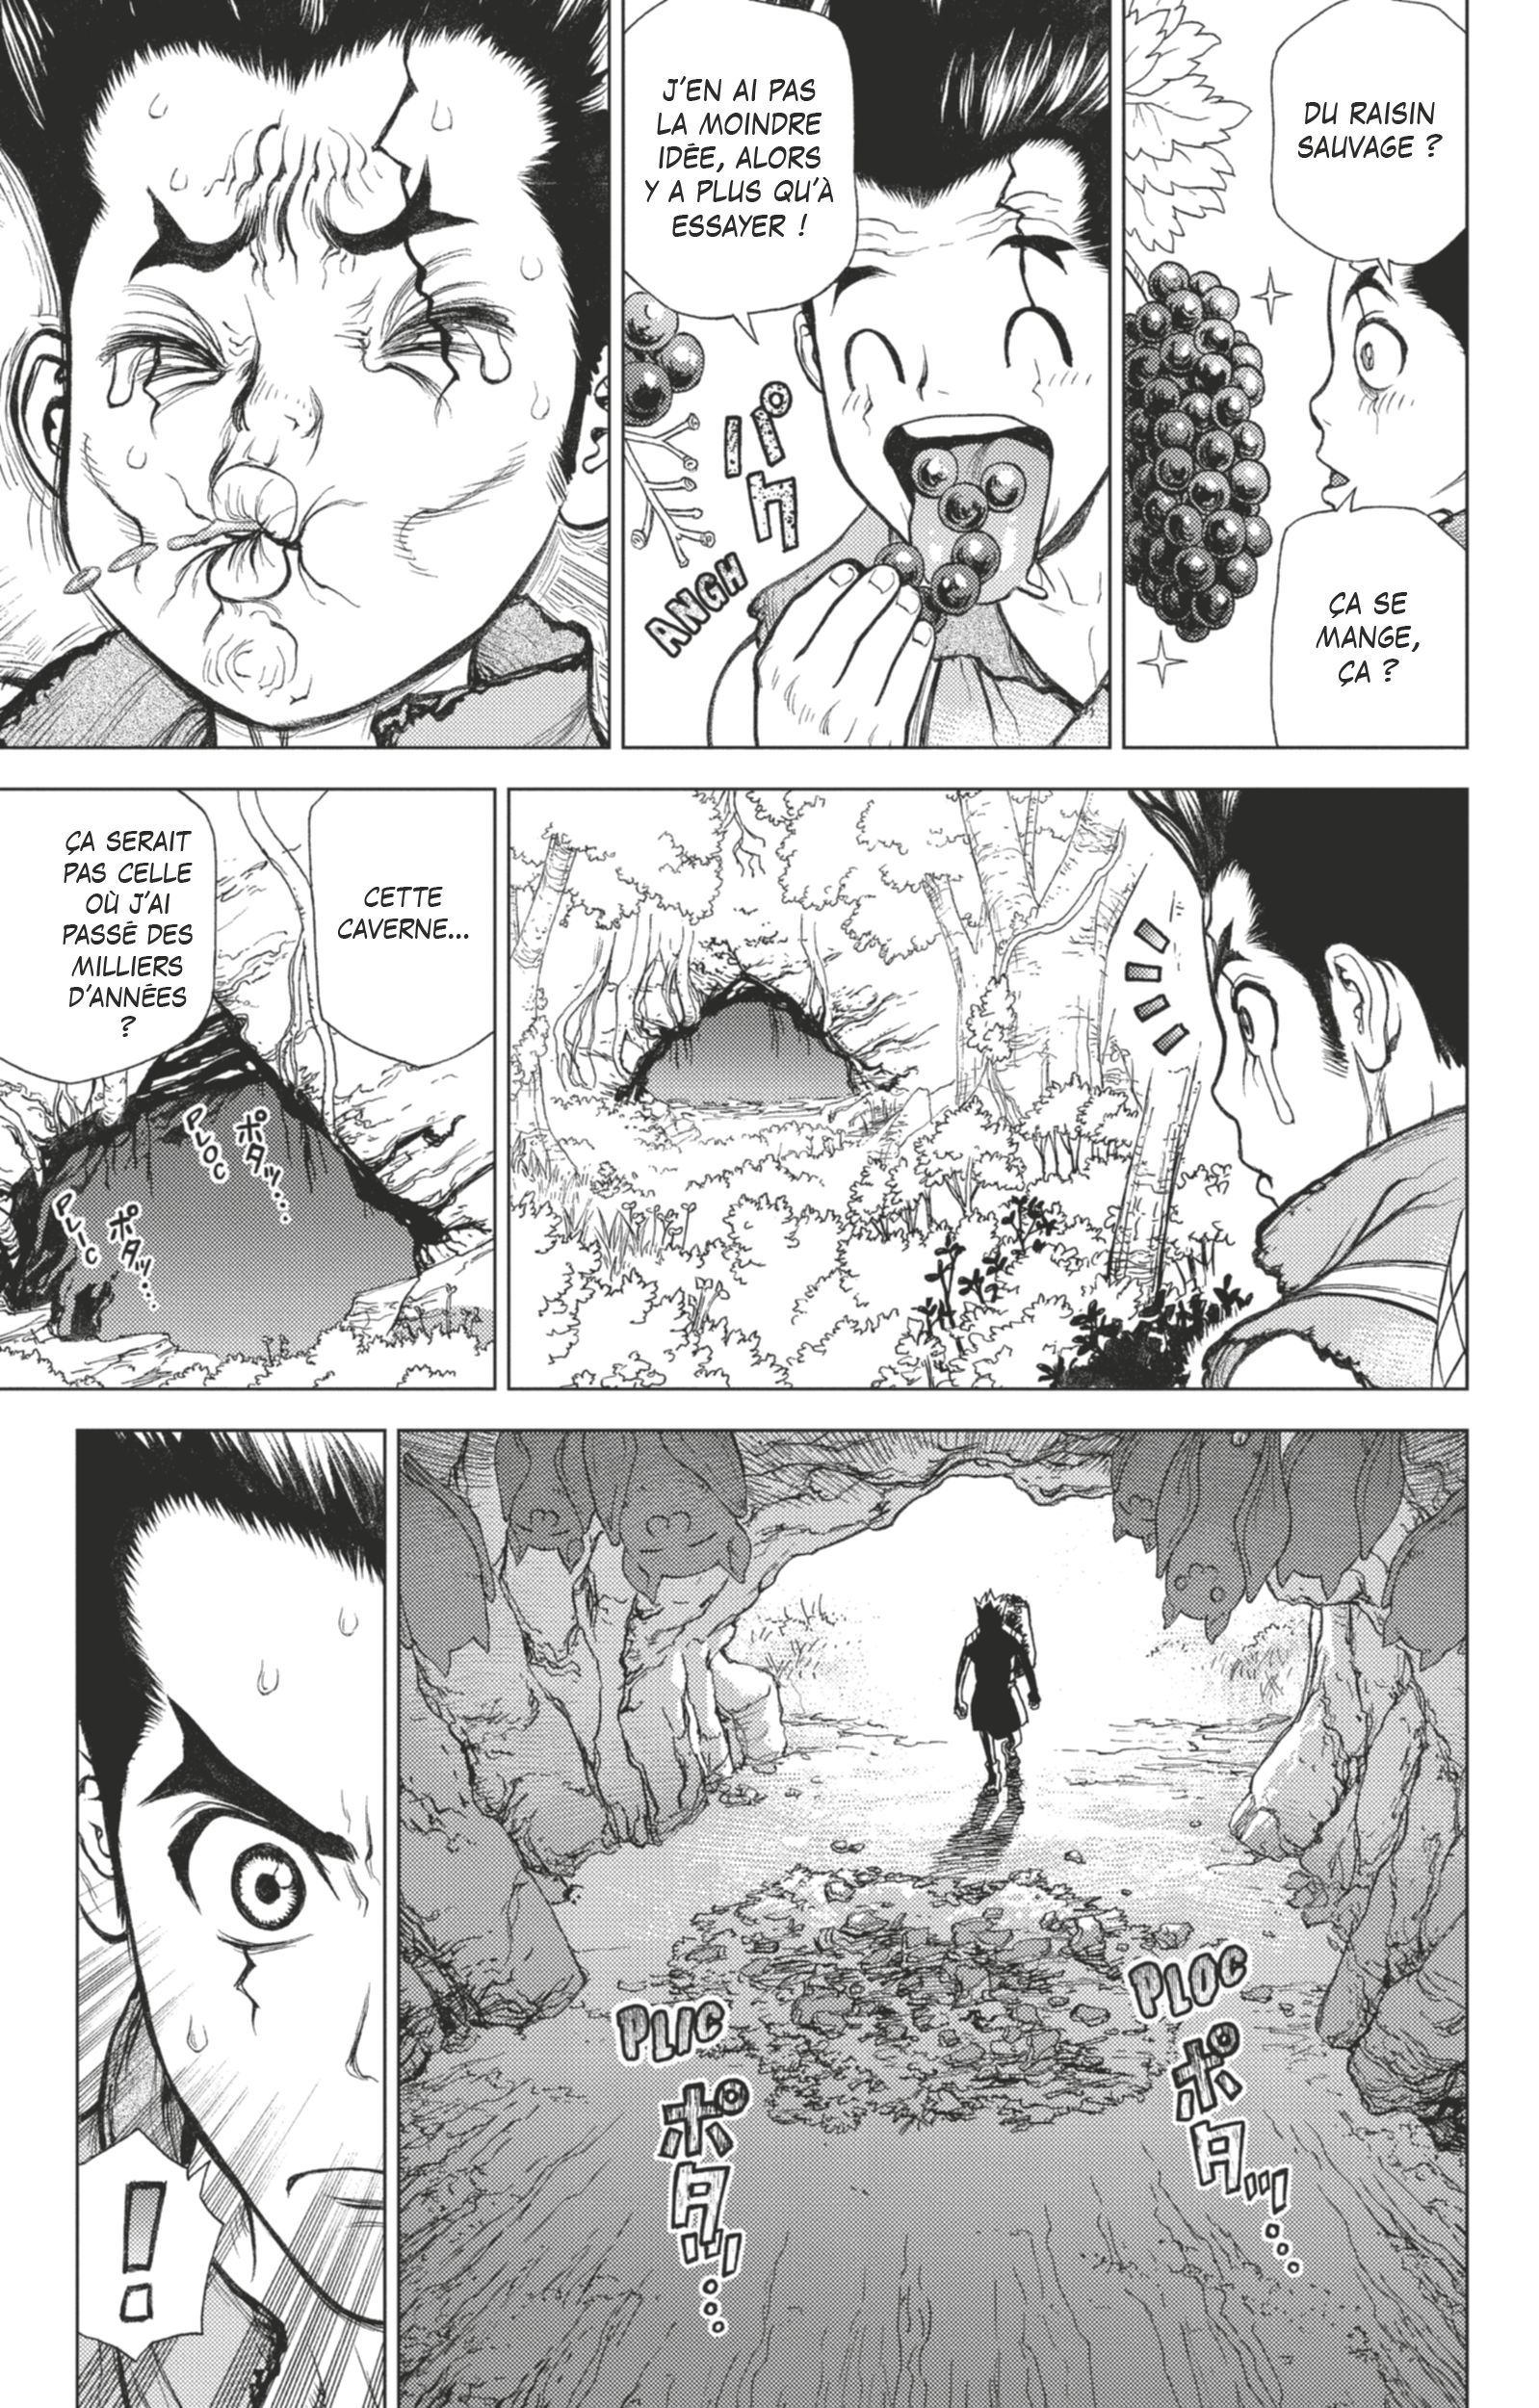 DU RAISIN
SAUVAGE ?
ÇA SE
MANGE,
ÇA ?
J'EN AI PAS
LA MOINDRE
IDÉE, ALORS
Y A PLUS QU'À
ESSAYER !
パク
ANGH
CETTE
CAVERNE...
ÇA SERAIT
PAS CELLE
OÙ J'AI
PASSÉ DES
MILLIERS
D'ANNÉES
?
ポタッ...
PLOC
ポタッ...
PLIC
PLOC
ポタッ...
PLIC
ポタッ...
!